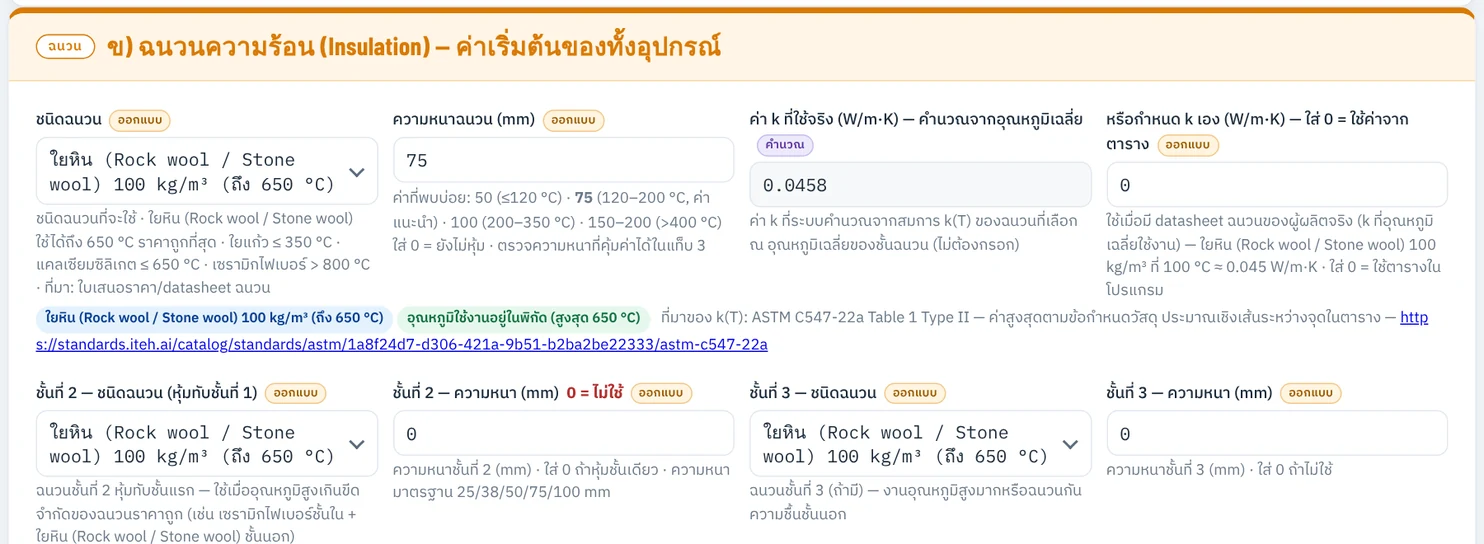 ฉนวน ข) ฉนวนความร้อน (Insulation) — ค่าเริ่มต้นของทั้งอุปกรณ์
ชนิดฉนวน ออกแบบ
ใยหิน (Rock wool / Stone
wool) 100 kg/m³ (ถึง 650 °C)
ชนิดฉนวนที่จะใช้ · ใยหิน (Rock wool / Stone wool)
ใช้ได้ถึง 650 °C ราคาถูกที่สุด · ใยแก้ว ≤ 350 °C ·
แคลเซียมซิลิเกต ≤ 650 °C · เซรามิกไฟเบอร์ > 800 °C
· ที่มา: ใบเสนอราคา/datasheet ฉนวน
ความหนาฉนวน (mm) ออกแบบ
75
ค่าที่พบบ่อย: 50 (≤120 °C) · 75 (120–200 °C, ค่า
แนะนำ) · 100 (200–350 °C) · 150–200 (>400 °C)
ใส่ 0 = ยังไม่หุ้ม · ตรวจความหนาที่คุ้มค่าได้ในแท็บ 3
ค่า k ที่ใช้จริง (W/m·K) — คำนวณจากอุณหภูมิเฉลี่ย
คำนวณ
0.0458
ค่า k ที่ระบบคำนวณจากสมการ k(T) ของฉนวนที่เลือก
ณ อุณหภูมิเฉลี่ยของชั้นฉนวน (ไม่ต้องกรอก)
หรือกำหนด k เอง (W/m·K) — ใส่ 0 = ใช้ค่าจาก
ตาราง ออกแบบ
0
ใช้เมื่อมี datasheet ฉนวนของผู้ผลิตจริง (k ที่อุณหภูมิ
เฉลี่ยใช้งาน) — ใยหิน (Rock wool / Stone wool) 100
kg/m³ ที่ 100 °C ≈ 0.045 W/m·K · ใส่ 0 = ใช้ตารางใน
โปรแกรม
ใยหิน (Rock wool / Stone wool) 100 kg/m³ (ถึง 650 °C) อุณหภูมิใช้งานอยู่ในพิกัด (สูงสุด 650 °C) ที่มาของ k(T): ASTM C547-22a Table 1 Type II — ค่าสูงสุดตามข้อกำหนดวัสดุ ประมาณเชิงเส้นระหว่างจุดในตาราง — http
s://standards.iteh.ai/catalog/standards/astm/1a8f24d7-d306-421a-9b51-b2ba2be22333/astm-c547-22a
ชั้นที่ 2 — ชนิดฉนวน (หุ้มทับชั้นที่ 1) ออกแบบ
ใยหิน (Rock wool / Stone
wool) 100 kg/m³ (ถึง 650 °C)
ฉนวนชั้นที่ 2 หุ้มทับชั้นแรก — ใช้เมื่ออุณหภูมิสูงเกินขีด
จำกัดของฉนวนราคาถูก (เช่น เซรามิกไฟเบอร์ชั้นใน +
ใยหิน (Rock wool / Stone wool) ชั้นนอก)
ชั้นที่ 2 — ความหนา (mm) 0 = ไม่ใช้ ออกแบบ
0
ความหนาชั้นที่ 2 (mm) · ใส่ 0 ถ้าหุ้มชั้นเดียว · ความหนา
มาตรฐาน 25/38/50/75/100 mm
ชั้นที่ 3 — ชนิดฉนวน ออกแบบ
ใยหิน (Rock wool / Stone
wool) 100 kg/m³ (ถึง 650 °C)
ฉนวนชั้นที่ 3 (ถ้ามี) — งานอุณหภูมิสูงมากหรือฉนวนกัน
ความชื้นชั้นนอก
ชั้นที่ 3 — ความหนา (mm) ออกแบบ
0
ความหนาชั้นที่ 3 (mm) · ใส่ 0 ถ้าไม่ใช้